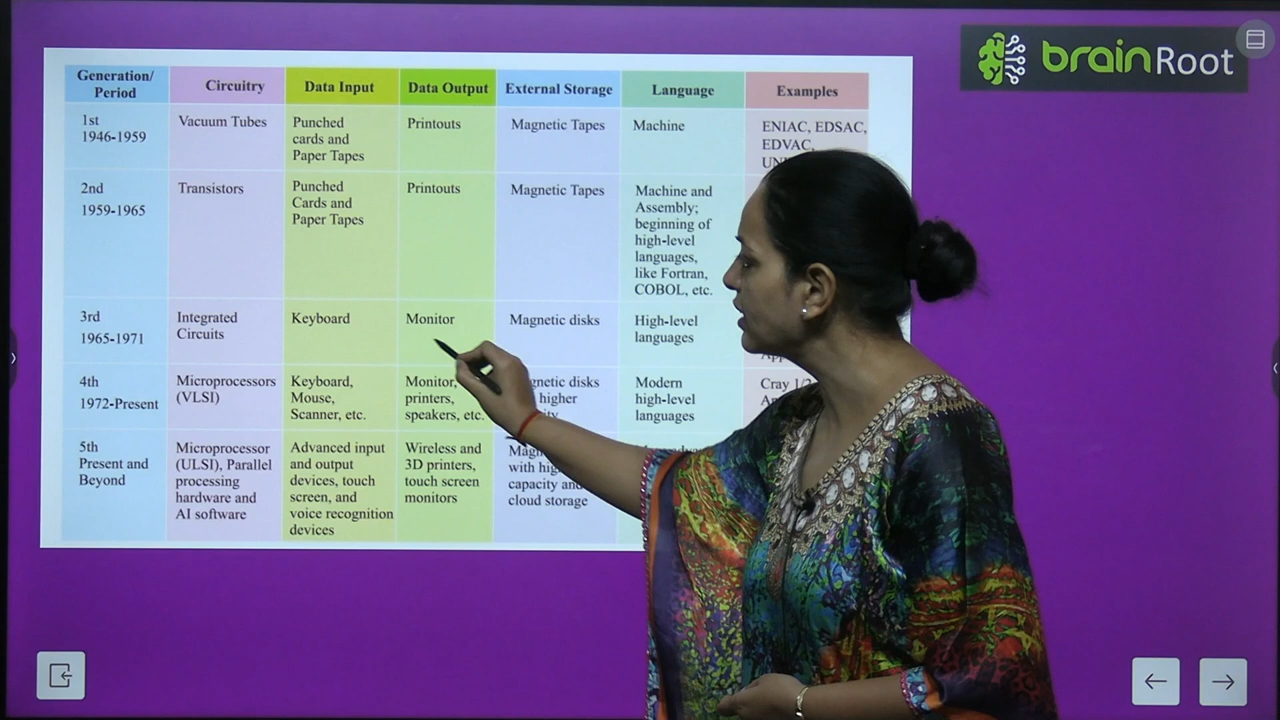 brainRoot
Generation/
Period
Circuitry
Data Input
Data Output
External Storage
Language
Examples
1st
1946-1959
Vacuum Tubes
Punched
cards and
Paper Tapes
Printouts
Magnetic Tapes
Machine
ENIAC, EDSAC,
EDVAC,
2nd
1959-1965
Transistors
Punched
Cards and
Paper Tapes
Printouts
Magnetic Tapes
Machine and
Assembly;
beginning of
high-level
languages,
like Fortran,
COBOL, etc.
3rd
1965-1971
Integrated
Circuits
Keyboard
Monitor
Magnetic disks
High-level
languages
4th
1972-Present
Microprocessors
(VLSI)
Keyboard,
Mouse,
Scanner, etc.
Monitor,
printers,
speakers, etc.
disks
higher
Modern
high-level
languages
Cray
5th
Present and
Beyond
Microprocessor
(ULSI), Parallel
processing
hardware and
AI software
Advanced input
and output
devices, touch
screen, and
voice recognition
devices
Wireless and
3D printers,
touch screen
monitors
with
capacity and
cloud storage